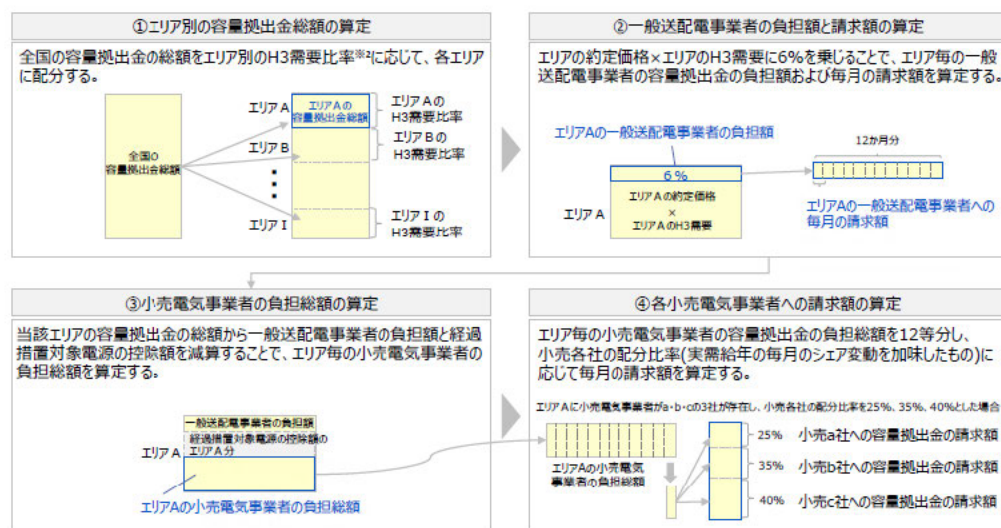 ①エリア別の容量拠出金総額の算定
全国の容量拠出金の総額をエリア別のH3需要比率※2に応じて、各エリア
に配分する。
全国の
容量拠出金総額
エリアA
エリアB
エリアI
エリアAの
容量拠出金総額
エリアAの
H3需要比率
エリアBの
H3需要比率
エリアIの
H3需要比率
②一般送配電事業者の負担額と請求額の算定
エリアの約定価格×エリアのH3需要に6%を乗じることで、エリア毎の一般
送配電事業者の容量拠出金の負担額および毎月の請求額を算定する。
エリアAの一般送配電事業者の負担額
12か月分
6%
エリアA
エリアAの約定価格
×
エリアAのH3需要
エリアAの一般送配電事業者への
毎月の請求額
③小売電気事業者の負担総額の算定
当該エリアの容量拠出金の総額から一般送配電事業者の負担額と経過
措置対象電源の控除額を減算することで、エリア毎の小売電気事業者の
負担総額を算定する。
一般送配電事業者の負担額
経過措置対象電源の控除額の
エリアA分
エリアA
エリアAの小売電気事業者の負担総額
④各小売電気事業者への請求額の算定
エリア毎の小売電気事業者の容量拠出金の負担総額を12等分し、
小売各社の配分比率(実需給年の毎月のシェア変動を加味したもの)に
応じて毎月の請求額を算定する。
エリアAに小売電気事業者がa・b・cの3社が存在し、小売各社の配分比率を25%、35%、40%とした場合
エリアAの小売電気
事業者の負担総額
25% 小売a社への容量拠出金の請求額
35% 小売b社への容量拠出金の請求額
40% 小売c社への容量拠出金の請求額